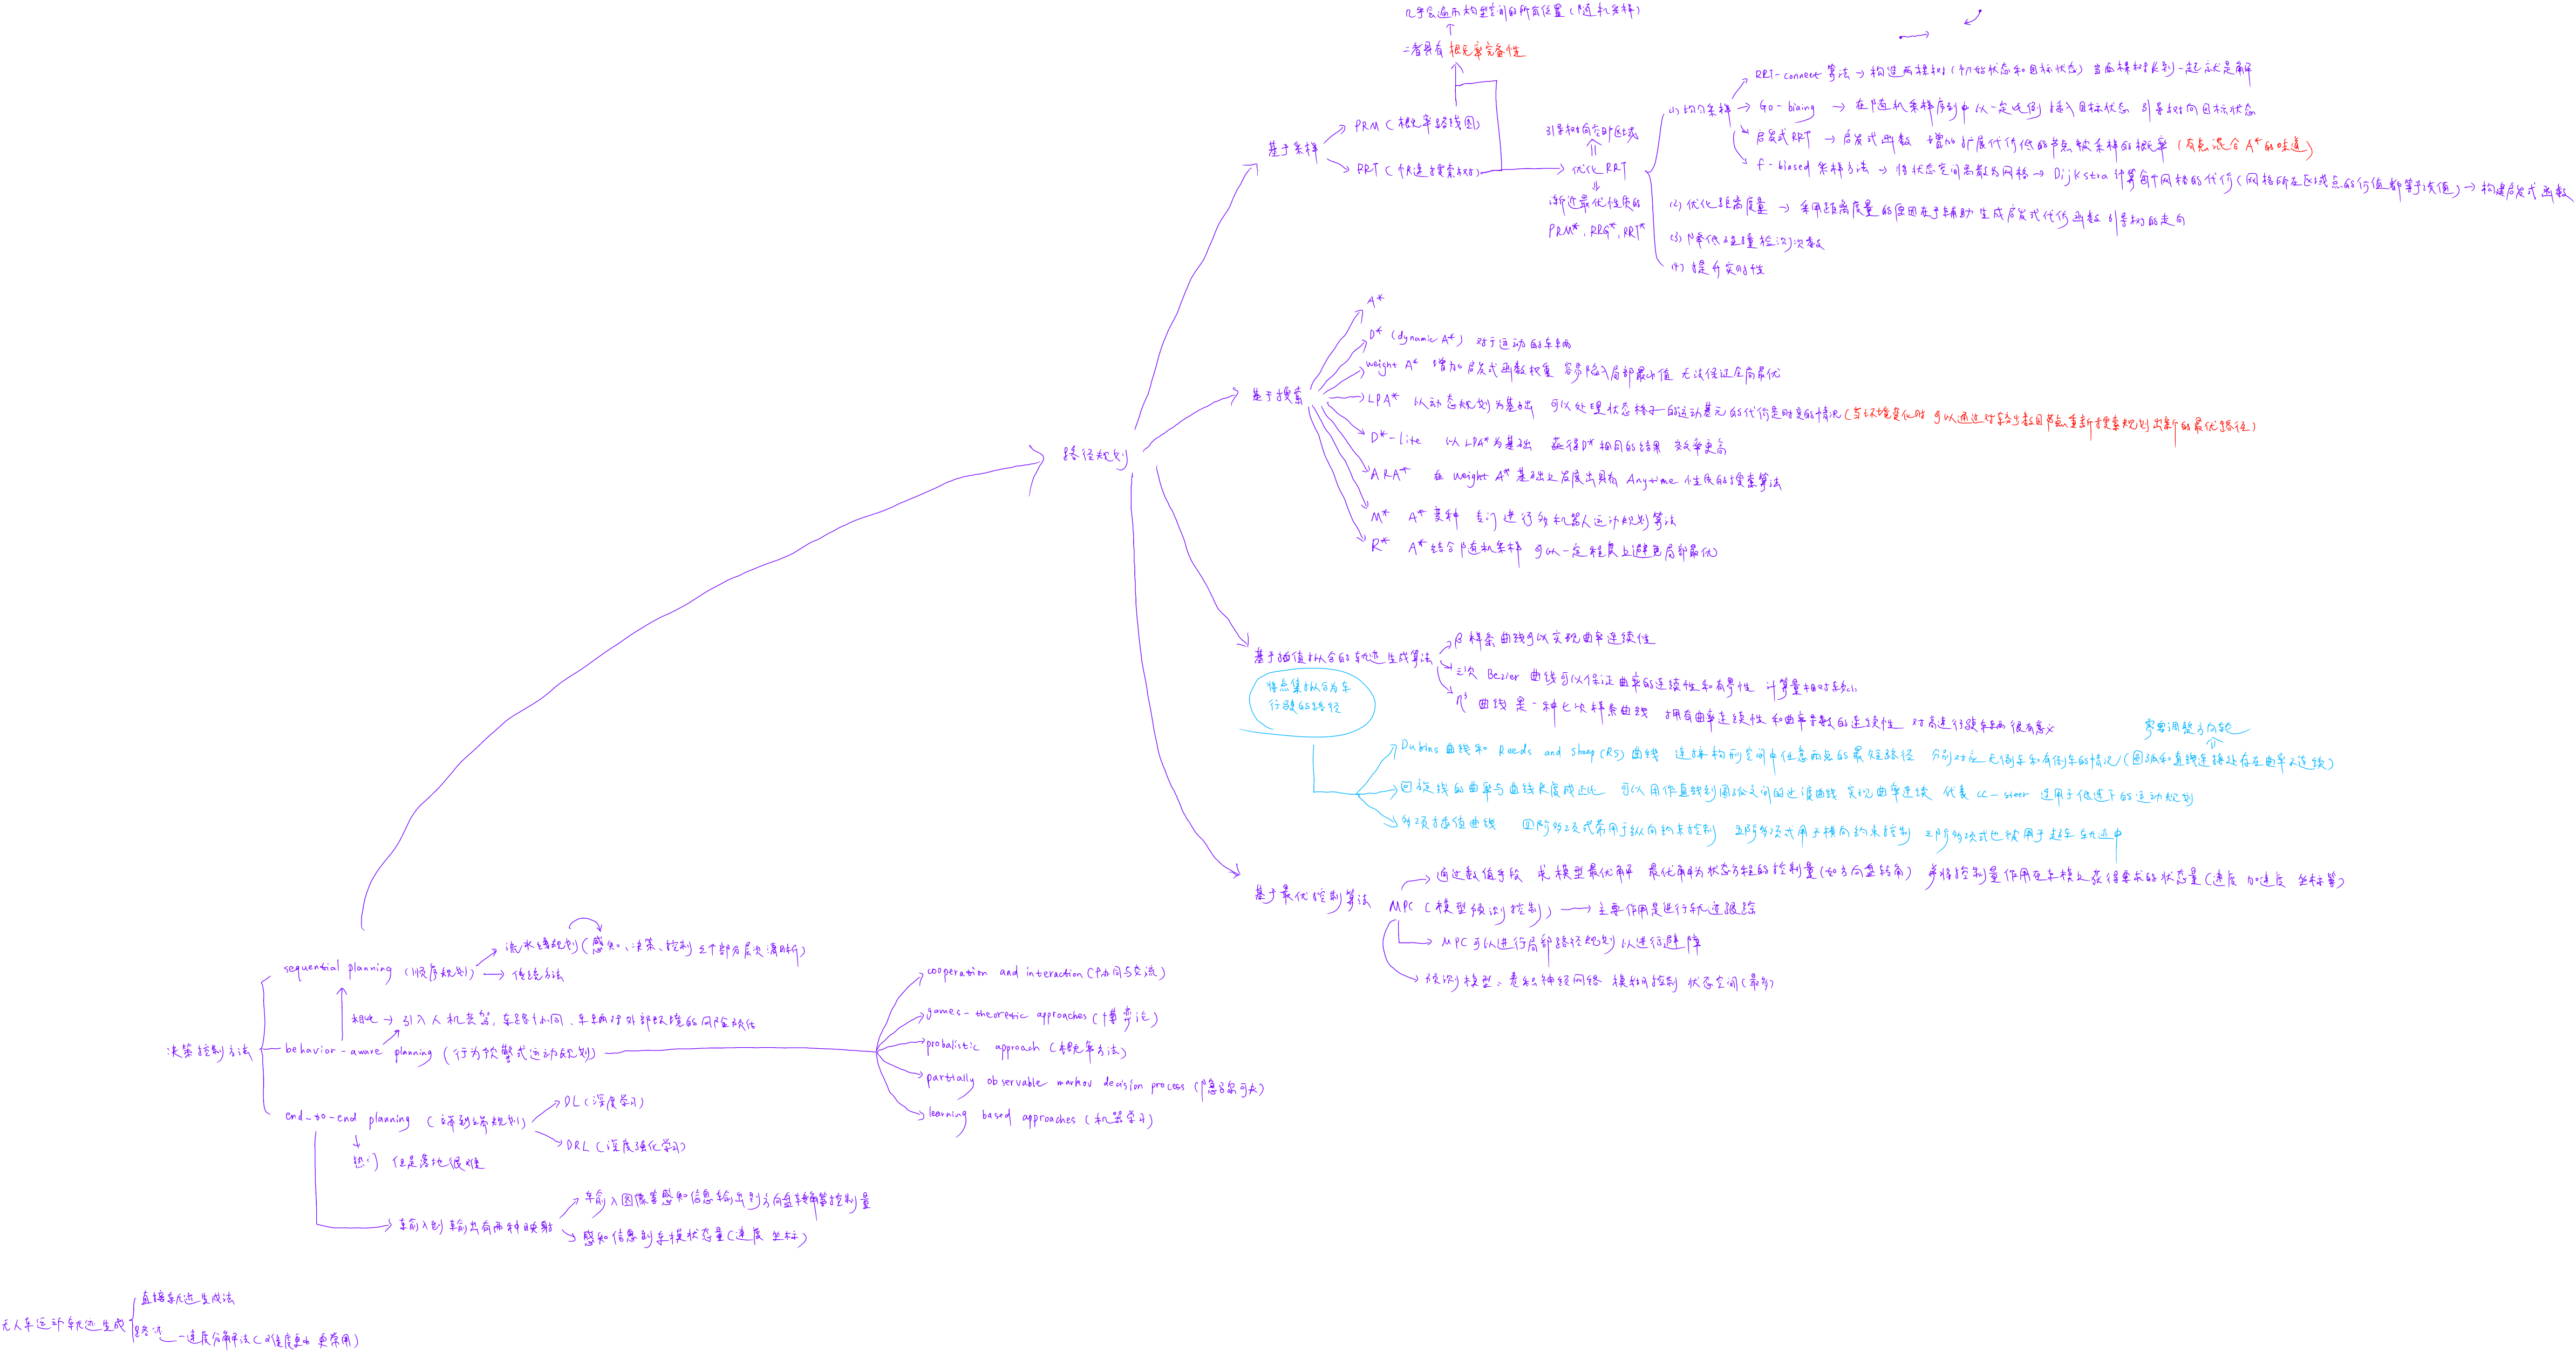 几乎会遍历构型空间的所有位置(随机采样)
二者具有 概率完备性
基于采样
PRM(概率路线图)
RRT(快速搜索树)
引导树向空旷区域
优化RRT
渐近最优性质的
PRM*, RRG*, RRT*
(1) 均匀采样
RRT-connect 算法 → 构造两棵树(初始状态和目标状态) 当两棵树长到一起就是解
Go-biaing → 在随机采样序列中以一定比例插入目标状态 引导树向目标状态
启发式RRT → 启发式函数 增加扩展代价低的节点被采样的概率 (有点混合A*的味道)
f-biased 采样方法 → 将状态空间离散为网格 → Dijkstra 计算每个网格的代价(网格所在区域点的价值都等于该值) → 构建启发式函数
(2) 优化距离度量 → 采用距离度量的原因在于辅助生成启发式代价函数 引导树的走向
(3) 降低碰撞检测次数
(4) 提升实时性
路径规划
基于搜索
A*
D* (dynamic A*) 对于运动的车辆
weight A* 增加启发式函数权重 容易陷入局部最小值 无法保证全局最优
LPA* 以动态规划为基础 可以处理状态格子的运动基元的代价是时变的情况(当环境变化时 可以通过对较少数目节点重新搜索规划出新的最优路径)
D*-lite 以LPA*为基础 获得D*相同的结果 效率更高
ARA* 在 weight A* 基础上发展出具有 Anytime 性质的搜索算法
M* A*变种 专门进行多机器人运动规划算法
R* A*结合随机采样 可以一定程度上避免局部最优
基于插值拟合的轨迹生成算法
将点集拟合为车
行驶的路径
β样条曲线可以实现曲率连续性
三次 Bezier 曲线可以保证曲率的连续性和有界性 计算量相对较小
η³ 曲线是一种七次样条曲线 拥有曲率连续性和曲率导数的连续性 对高速行驶车辆很有意义
需要调整方向轮
Dubins 曲线和 Reeds and Sheep(RS)曲线 连接构形空间中任意两点的最短路径 分别对应无倒车和有倒车的情况(圆弧和直线连接处存在曲率不连续)
回旋线的曲率与曲线长度成正比 可以用作直线到圆弧之间的过渡曲线 实现曲率连续 代表 CC-steer 适用于低速下的运动规划
多项插值曲线 四阶多项式常用于纵向约束控制 五阶多项式用于横向约束控制 三阶多项式也被用于超车轨迹中
基于最优控制算法
通过数值手段 求模型最优解 最优解为状态方程的控制量(如方向盘转角) 并将控制量作用在车模上获得要求的状态量(速度 加速度 坐标等)
MPC(模型预测控制) → 主要作用是进行轨迹跟踪
MPC可以进行局部路径规划以进行避障
预测模型: 卷积神经网络 模糊控制 状态空间(最多)
决策控制方法
sequential planning (顺序规划)
流水线规划(感知、决策、控制三个部分层次清晰)
传统方法
相比 → 引入人机共驾, 车路协同、车辆对外部环境的风险预估
behavior-aware planning (行为预警式运动规划)
cooperation and interaction(协同与交流)
games-theoretic approaches(博弈论)
probalistic approach(概率方法)
partially observable markov decision process(隐马尔可夫)
learning based approaches(机器学习)
end-to-end planning (端到端规划)
DL(深度学习)
DRL(深度强化学习)
热门 但是落地很难
输入到输出有两种映射
输入图像等感知信息输出到方向盘转角等控制量
感知信息到车模状态量(速度 坐标)
无人车运动轨迹生成
直接轨迹生成法
路径—速度分解法(维度更小 更常用)